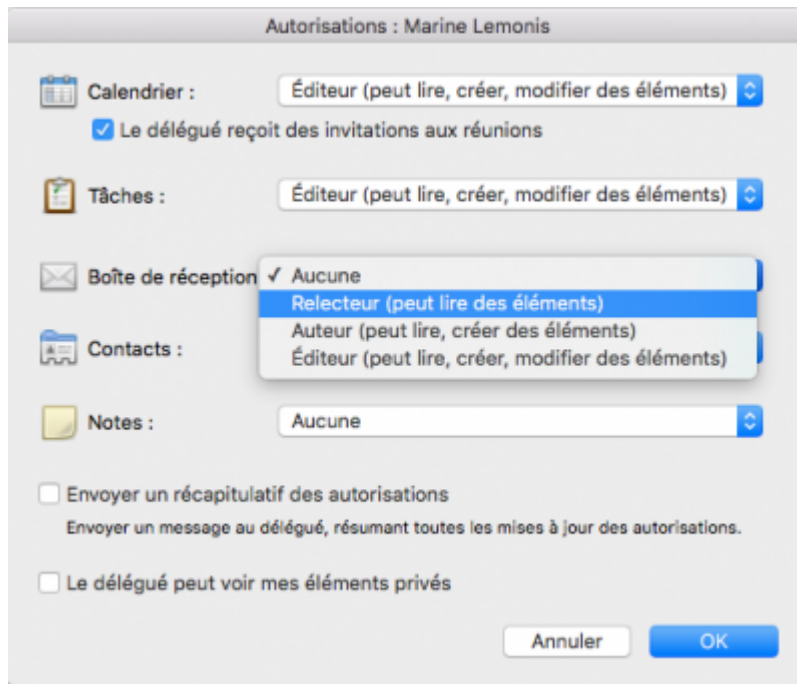 Autorisations : Marine Lemonis
Calendrier : Éditeur (peut lire, créer, modifier des éléments)
Le délégué reçoit des invitations aux réunions
Tâches : Éditeur (peut lire, créer, modifier des éléments)
Boîte de réception ✓ Aucune
Relecteur (peut lire des éléments)
Auteur (peut lire, créer des éléments)
Contacts :
Éditeur (peut lire, créer, modifier des éléments)
Notes : Aucune
Envoyer un récapitulatif des autorisations
Envoyer un message au délégué, résumant toutes les mises à jour des autorisations.
Le délégué peut voir mes éléments privés
Annuler OK